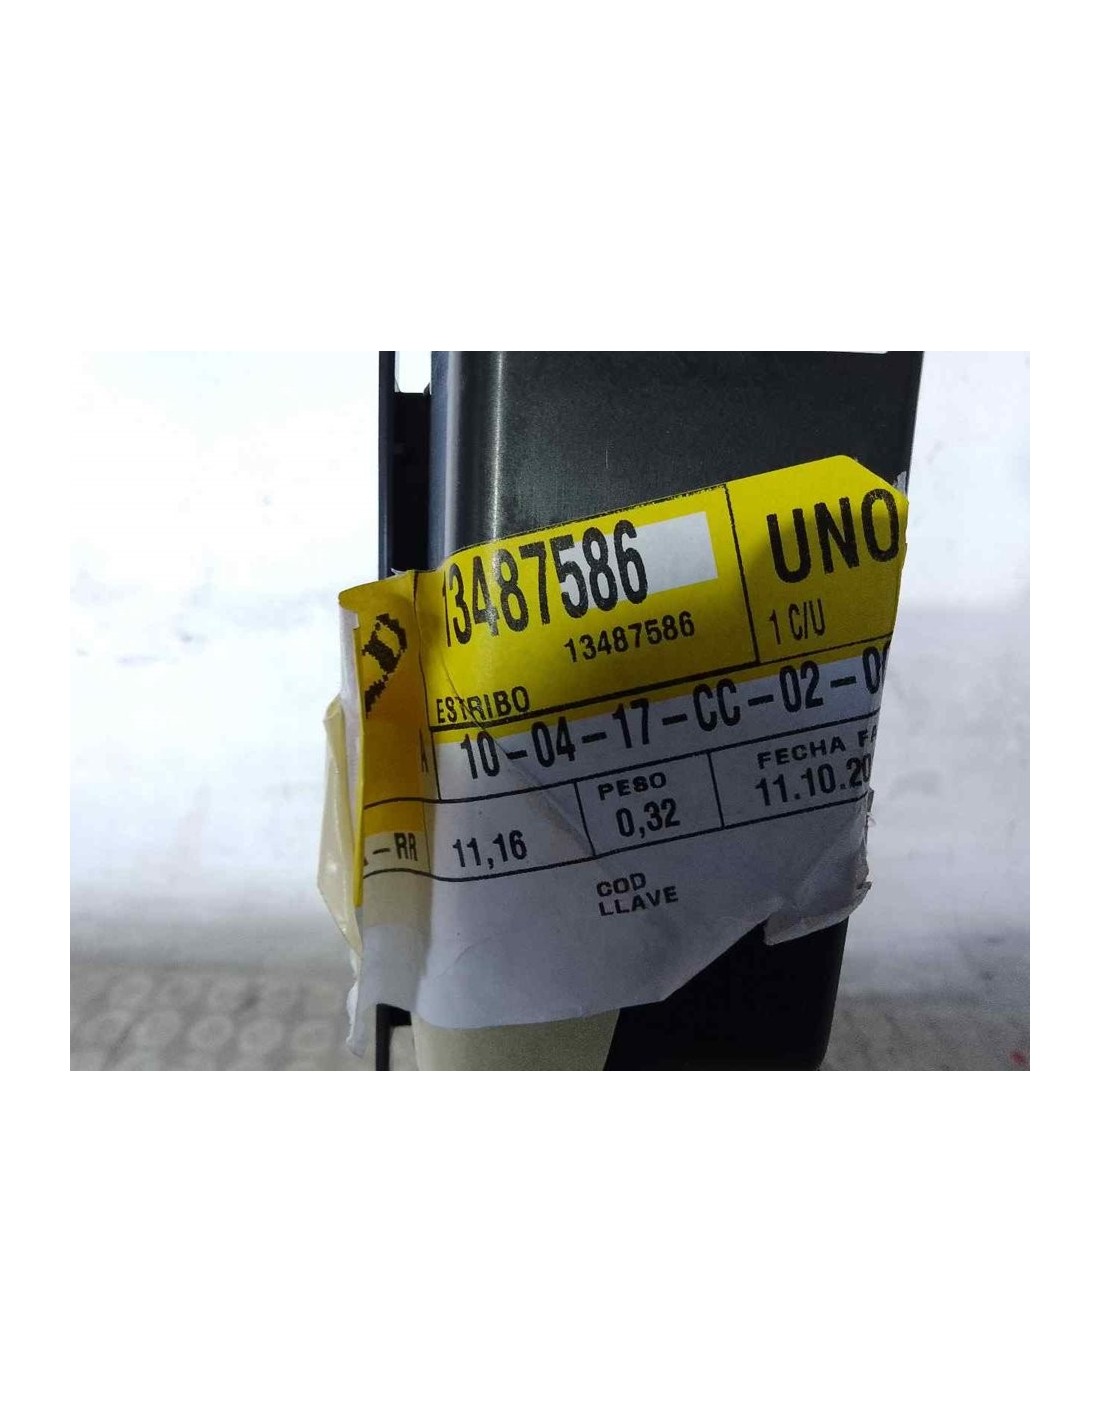 13487586
UNO
13487586
1 C/U
ESTRIBO
10-04-17-CC-02-0
A
PESO
FECHA FA
-RR
11,16
0,32
11.10.20
COD
LLAVE